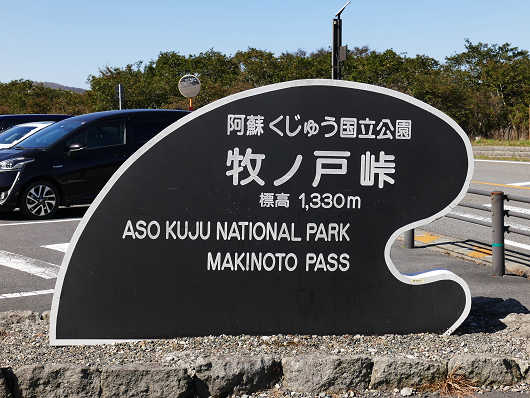 阿蘇くじゅう国立公園
牧ノ戸峠
標高 1,330m
ASO KUJU NATIONAL PARK
MAKINOTO PASS